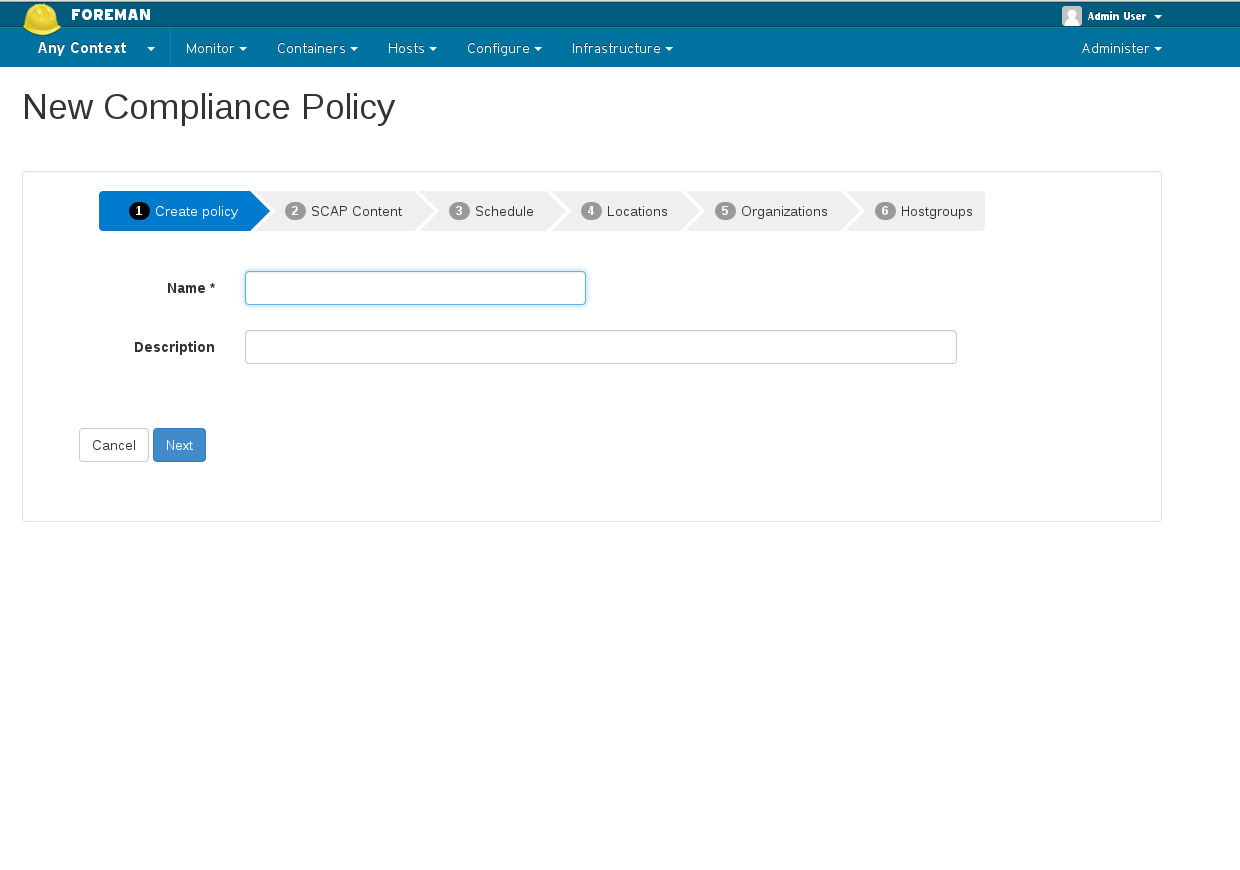 FOREMAN
Admin User
Any Context Monitor Containers Hosts Configure Infrastructure Administer
New Compliance Policy
1 Create policy 2 SCAP Content 3 Schedule 4 Locations 5 Organizations 6 Hostgroups
Name *
Description
Cancel Next